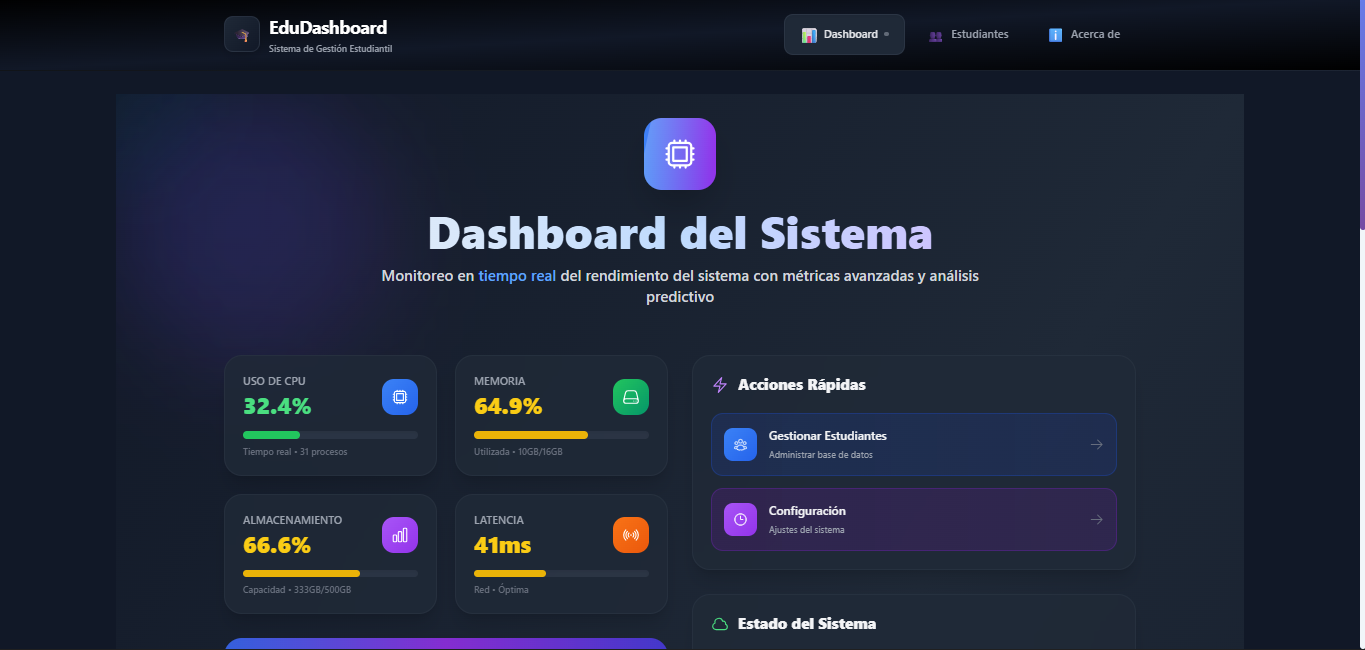 EduDashboard
Sistema de Gestión Estudiantil
Dashboard
Estudiantes
Acerca de
Dashboard del Sistema
Monitoreo en tiempo real del rendimiento del sistema con métricas avanzadas y análisis
predictivo
USO DE CPU
32.4%
Tiempo real • 31 procesos
MEMORIA
64.9%
Utilizada • 10GB/16GB
ALMACENAMIENTO
66.6%
Capacidad • 333GB/500GB
LATENCIA
41ms
Red • Óptima
Acciones Rápidas
Gestionar Estudiantes
Administrar base de datos
Configuración
Ajustes del sistema
Estado del Sistema